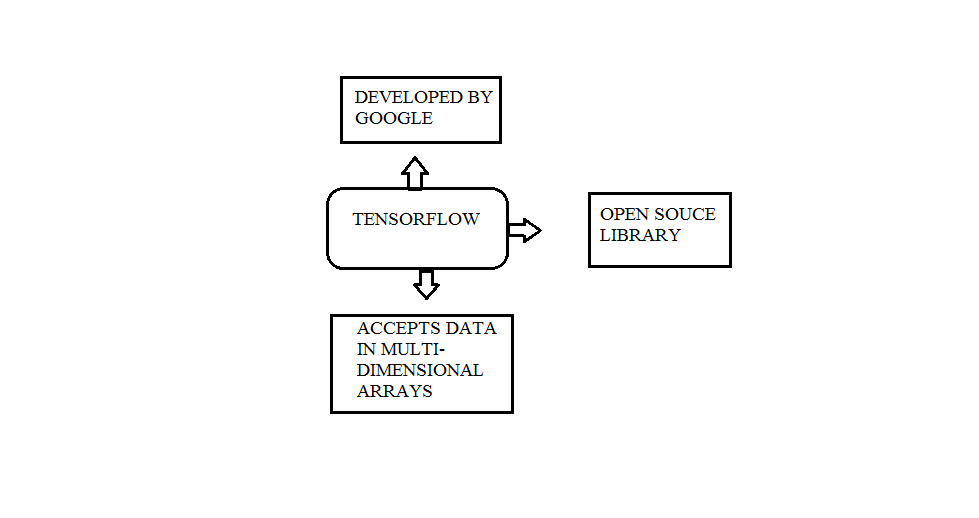 DEVELOPED BY
GOOGLE
TENSORFLOW
OPEN SOUCE
LIBRARY
ACCEPTS DATA
IN MULTI-
DIMENSIONAL
ARRAYS